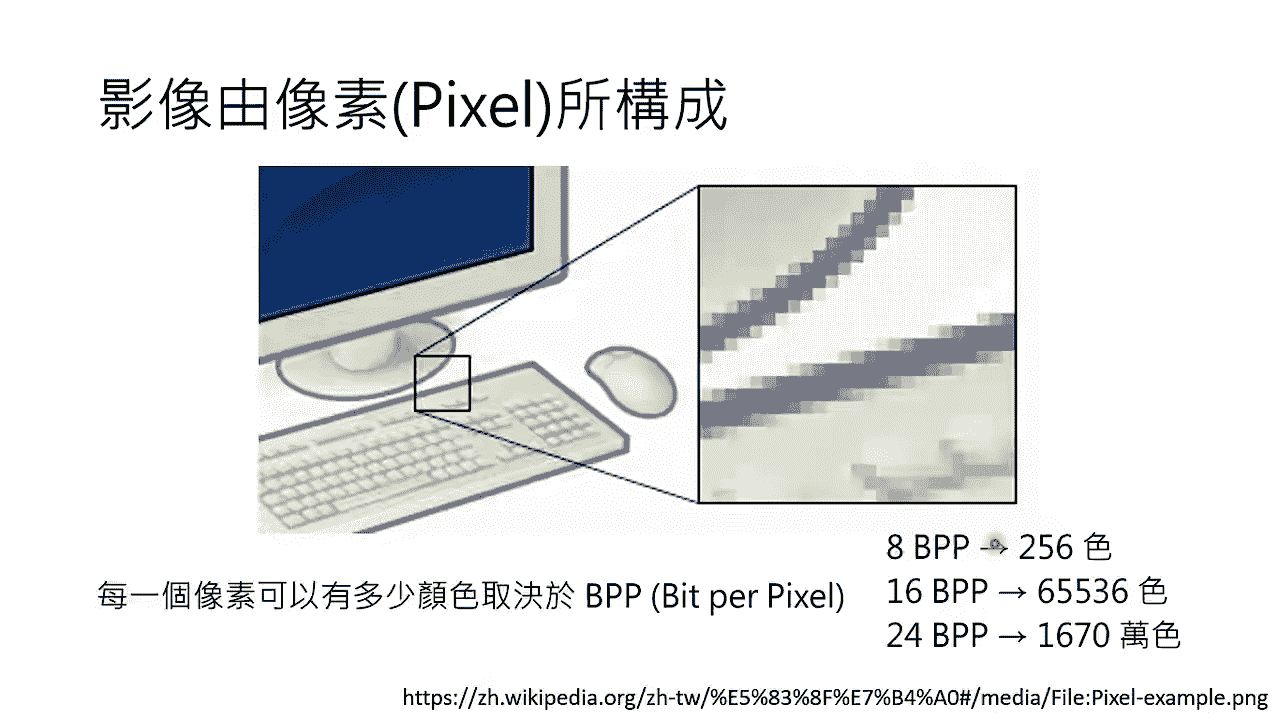 影像由像素(Pixel)所構成
每一個像素可以有多少顏色取決於 BPP (Bit per Pixel)
8 BPP → 256 色
16 BPP → 65536 色
24 BPP → 1670 萬色
https://zh.wikipedia.org/zh-tw/%E5%83%8F%E7%B4%A0#/media/File:Pixel-example.png